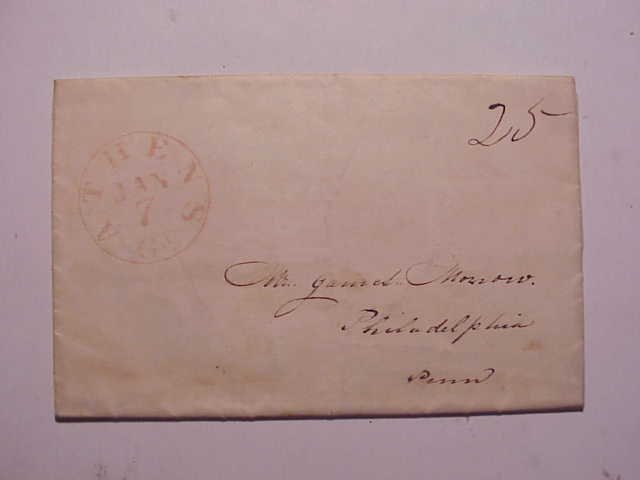 25
ATHENS
JAN
7
Mr. James Morrow.
Philadelphia
Penn